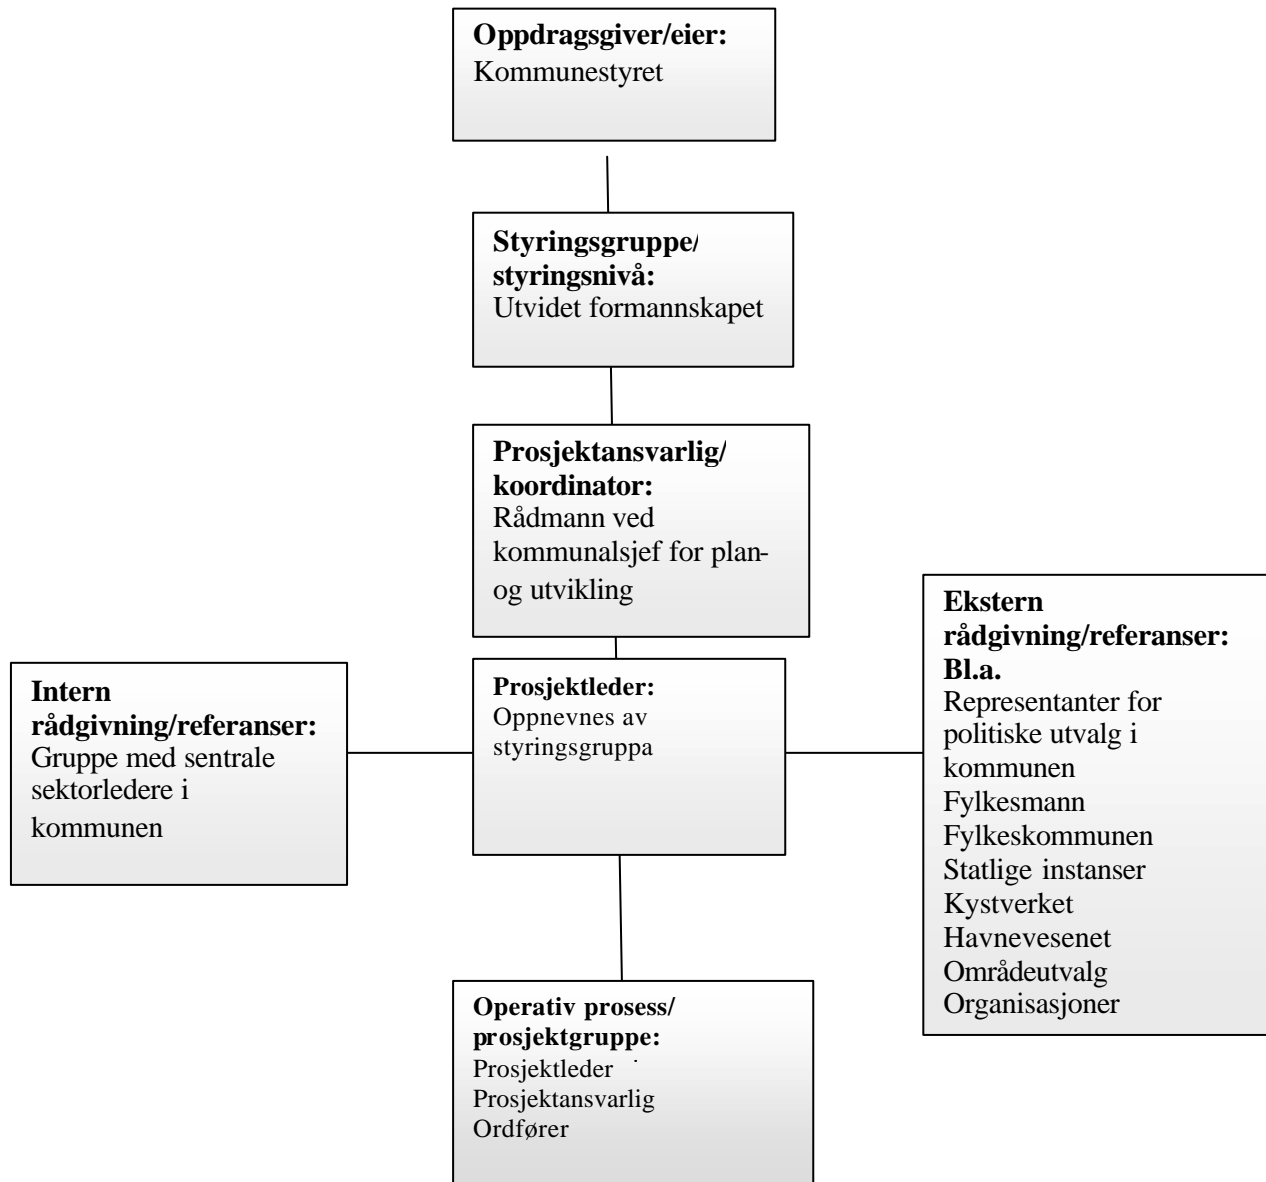 Oppdragsgiver/eier:
Kommunestyret
Styringsgruppe/
styringsnivå:
Utvidet formannskapet
Prosjektansvarlig/
koordinator:
Rådmann ved
kommunalsjef for plan-
og utvikling
Intern
rådgivning/referanser:
Gruppe med sentrale
sektorledere i
kommunen
Prosjektleder:
Oppnevnes av
styringsgruppa
Ekstern
rådgivning/referanser:
Bl.a.
Representanter for
politiske utvalg i
kommunen
Fylkesmann
Fylkeskommunen
Statlige instanser
Kystverket
Havnevesenet
Områdeutvalg
Organisasjoner
Operativ prosess/
prosjektgruppe:
Prosjektleder
Prosjektansvarlig
Ordfører